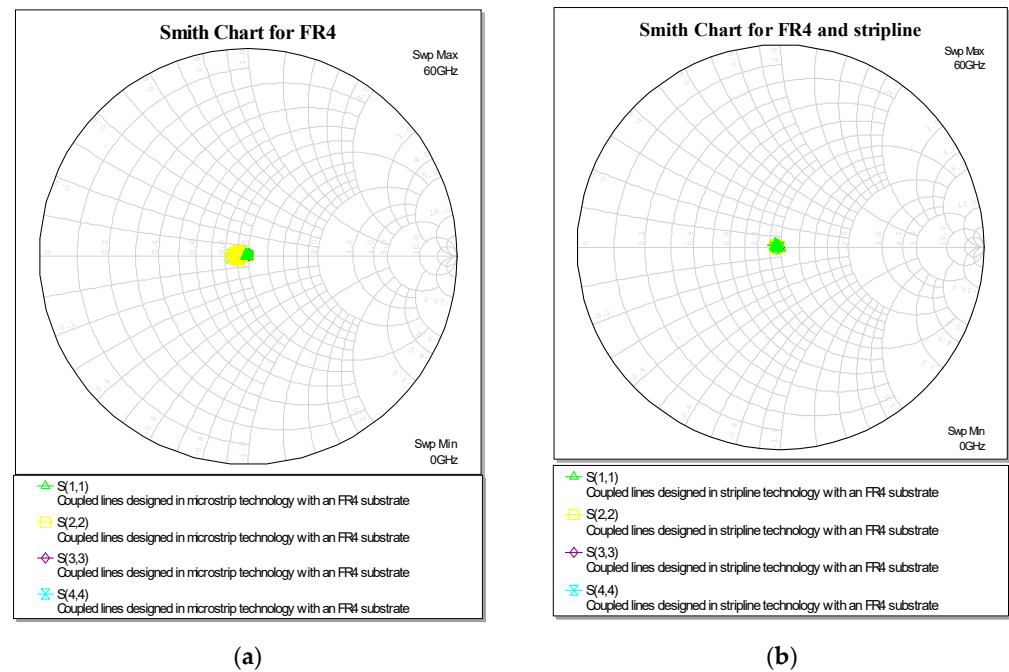 Smith Chart for FR4
Swp Max
60GHz
Swp Min
0GHz
S(1,1)
Coupled lines designed in microstrip technology with an FR4 substrate
S(2,2)
Coupled lines designed in microstrip technology with an FR4 substrate
S(3,3)
Coupled lines designed in microstrip technology with an FR4 substrate
S(4,4)
Coupled lines designed in microstrip technology with an FR4 substrate
(a)
Smith Chart for FR4 and stripline
Swp Max
60GHz
Swp Min
0GHz
S(1,1)
Coupled lines designed in stripline technology with an FR4 substrate
S(2,2)
Coupled lines designed in stripline technology with an FR4 substrate
S(3,3)
Coupled lines designed in stripline technology with an FR4 substrate
S(4,4)
Coupled lines designed in stripline technology with an FR4 substrate
(b)